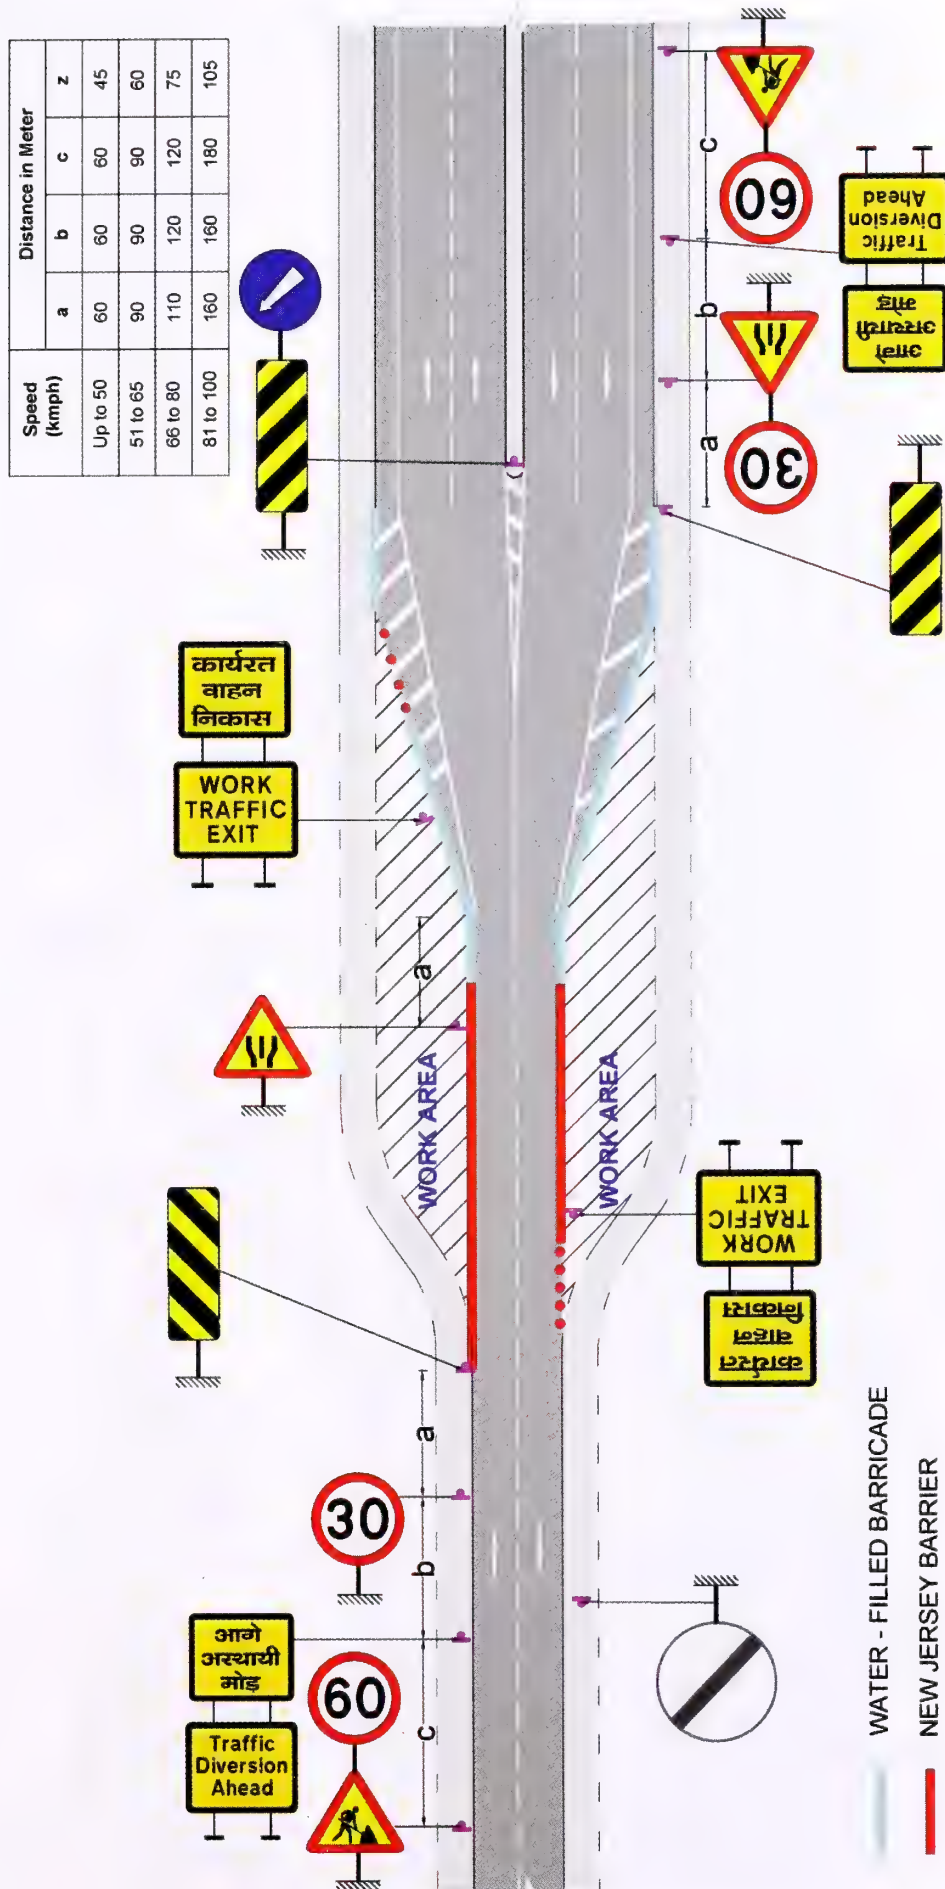 Speed
(kmph)
Distance in Meter
a
b
c
z
Up to 50
60
60
60
45
51 to 65
90
90
90
60
66 to 80
110
120
120
75
81 to 100
160
160
180
105
कार्यरत
वाहन
निकास
WORK
TRAFFIC
EXIT
आगे
अस्थायी
मोड़
Traffic
Diversion
Ahead
60
30
c
b
a
a
WORK AREA
WORK AREA
a
b
c
30
60
Traffic
Diversion
Ahead
आगे
अस्थायी
मोड़
WORK
TRAFFIC
EXIT
कार्यरत
वाहन
निकास
WATER - FILLED BARRICADE
NEW JERSEY BARRIER